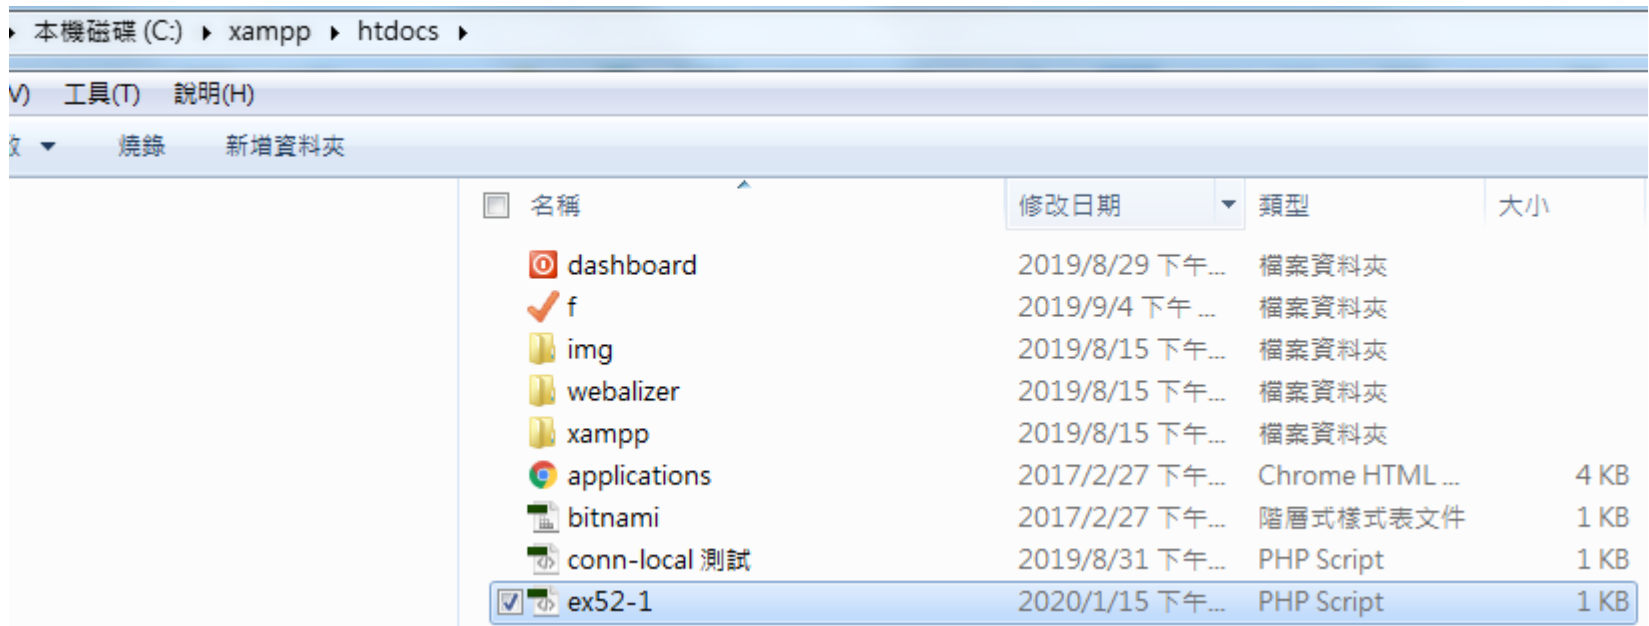 本機磁碟 (C:) ▸ xampp ▸ htdocs ▸
V) 工具(T) 說明(H)
燒錄 新增資料夾
名稱 修改日期 類型 大小
dashboard 2019/8/29 下午... 檔案資料夾
f 2019/9/4 下午 ... 檔案資料夾
img 2019/8/15 下午... 檔案資料夾
webalizer 2019/8/15 下午... 檔案資料夾
xampp 2019/8/15 下午... 檔案資料夾
applications 2017/2/27 下午... Chrome HTML ... 4 KB
bitnami 2017/2/27 下午... 階層式樣式表文件 1 KB
conn-local 測試 2019/8/31 下午... PHP Script 1 KB
ex52-1 2020/1/15 下午... PHP Script 1 KB